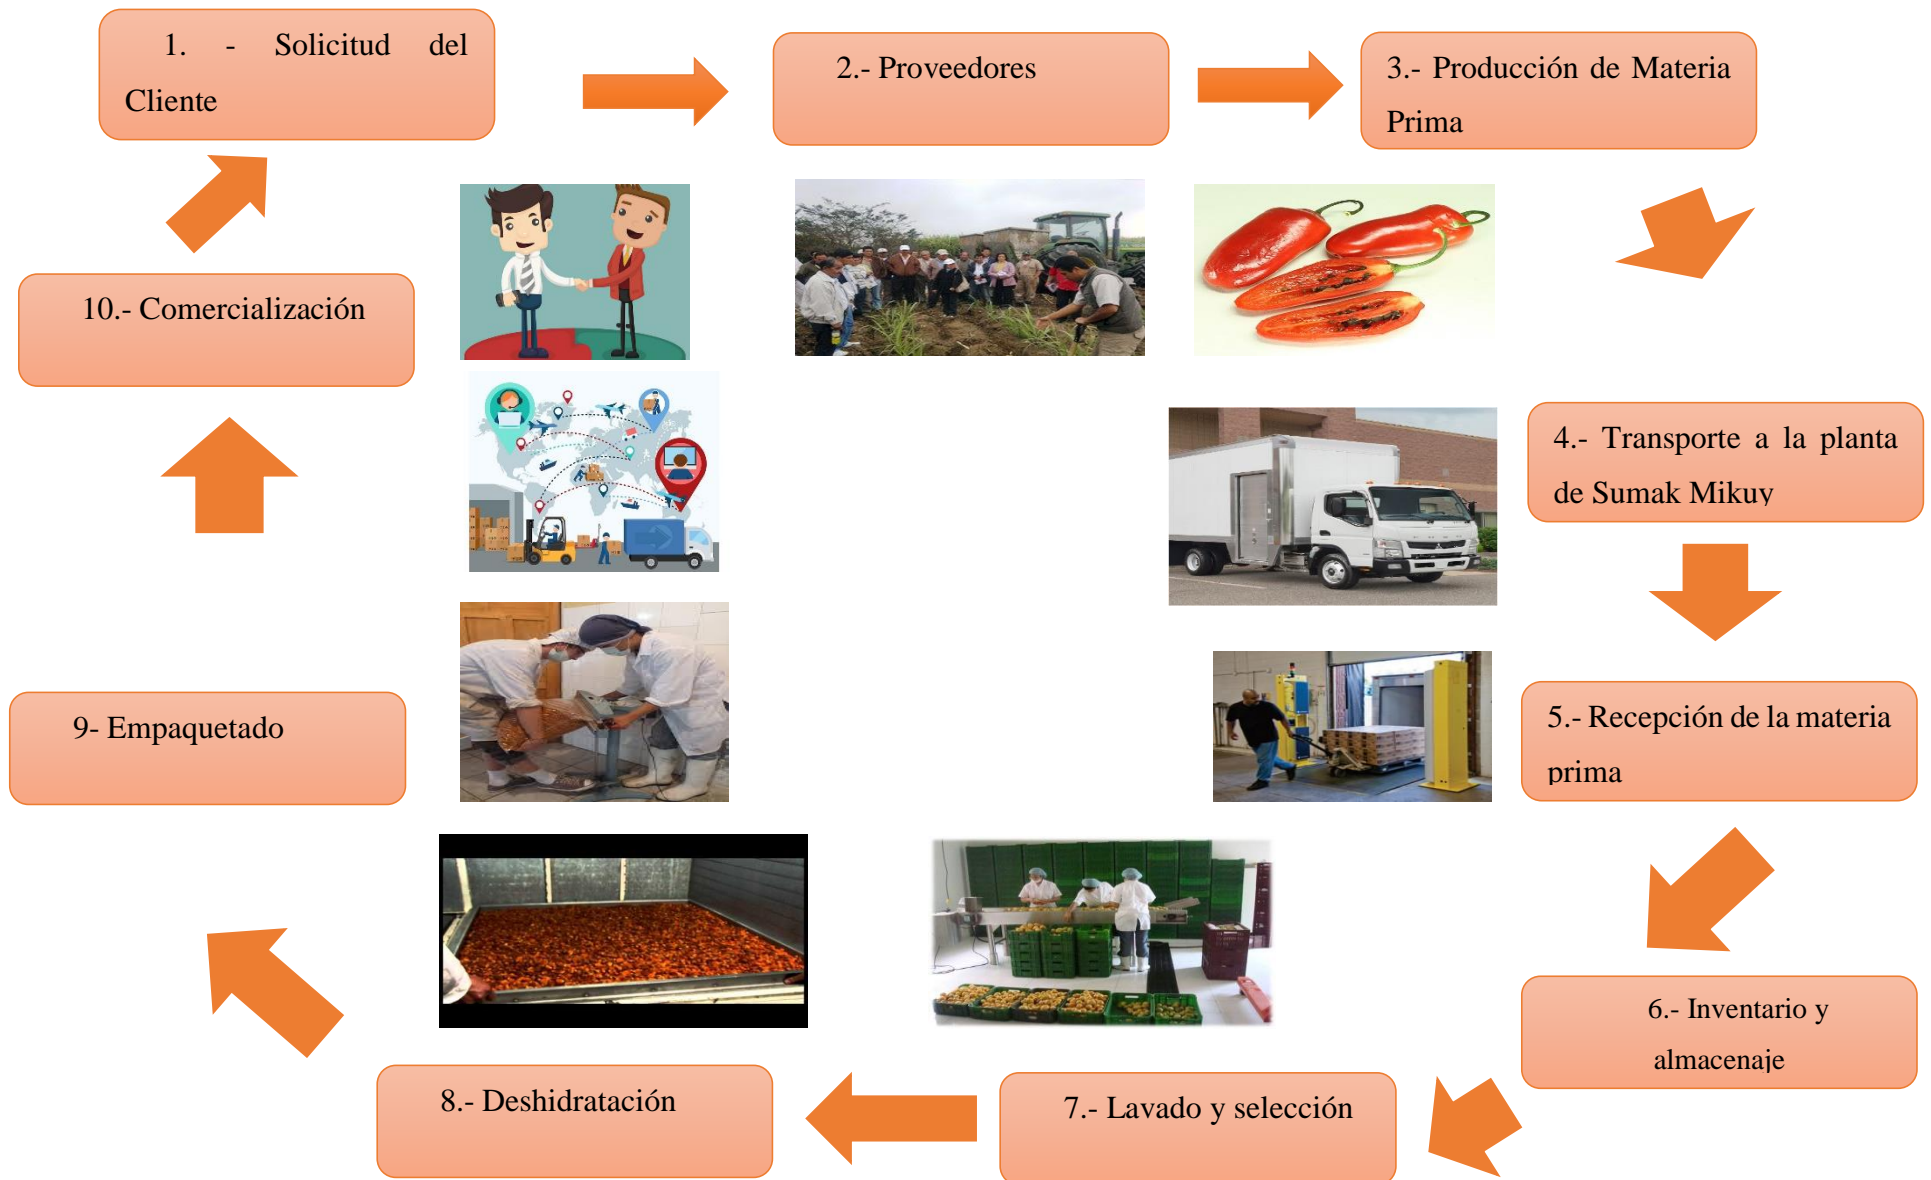 1. - Solicitud del
Cliente
2.- Proveedores
3.- Producción de Materia
Prima
4.- Transporte a la planta
de Sumak Mikuy
5.- Recepción de la materia
prima
6.- Inventario y
almacenaje
7.- Lavado y selección
8.- Deshidratación
9- Empaquetado
10.- Comercialización